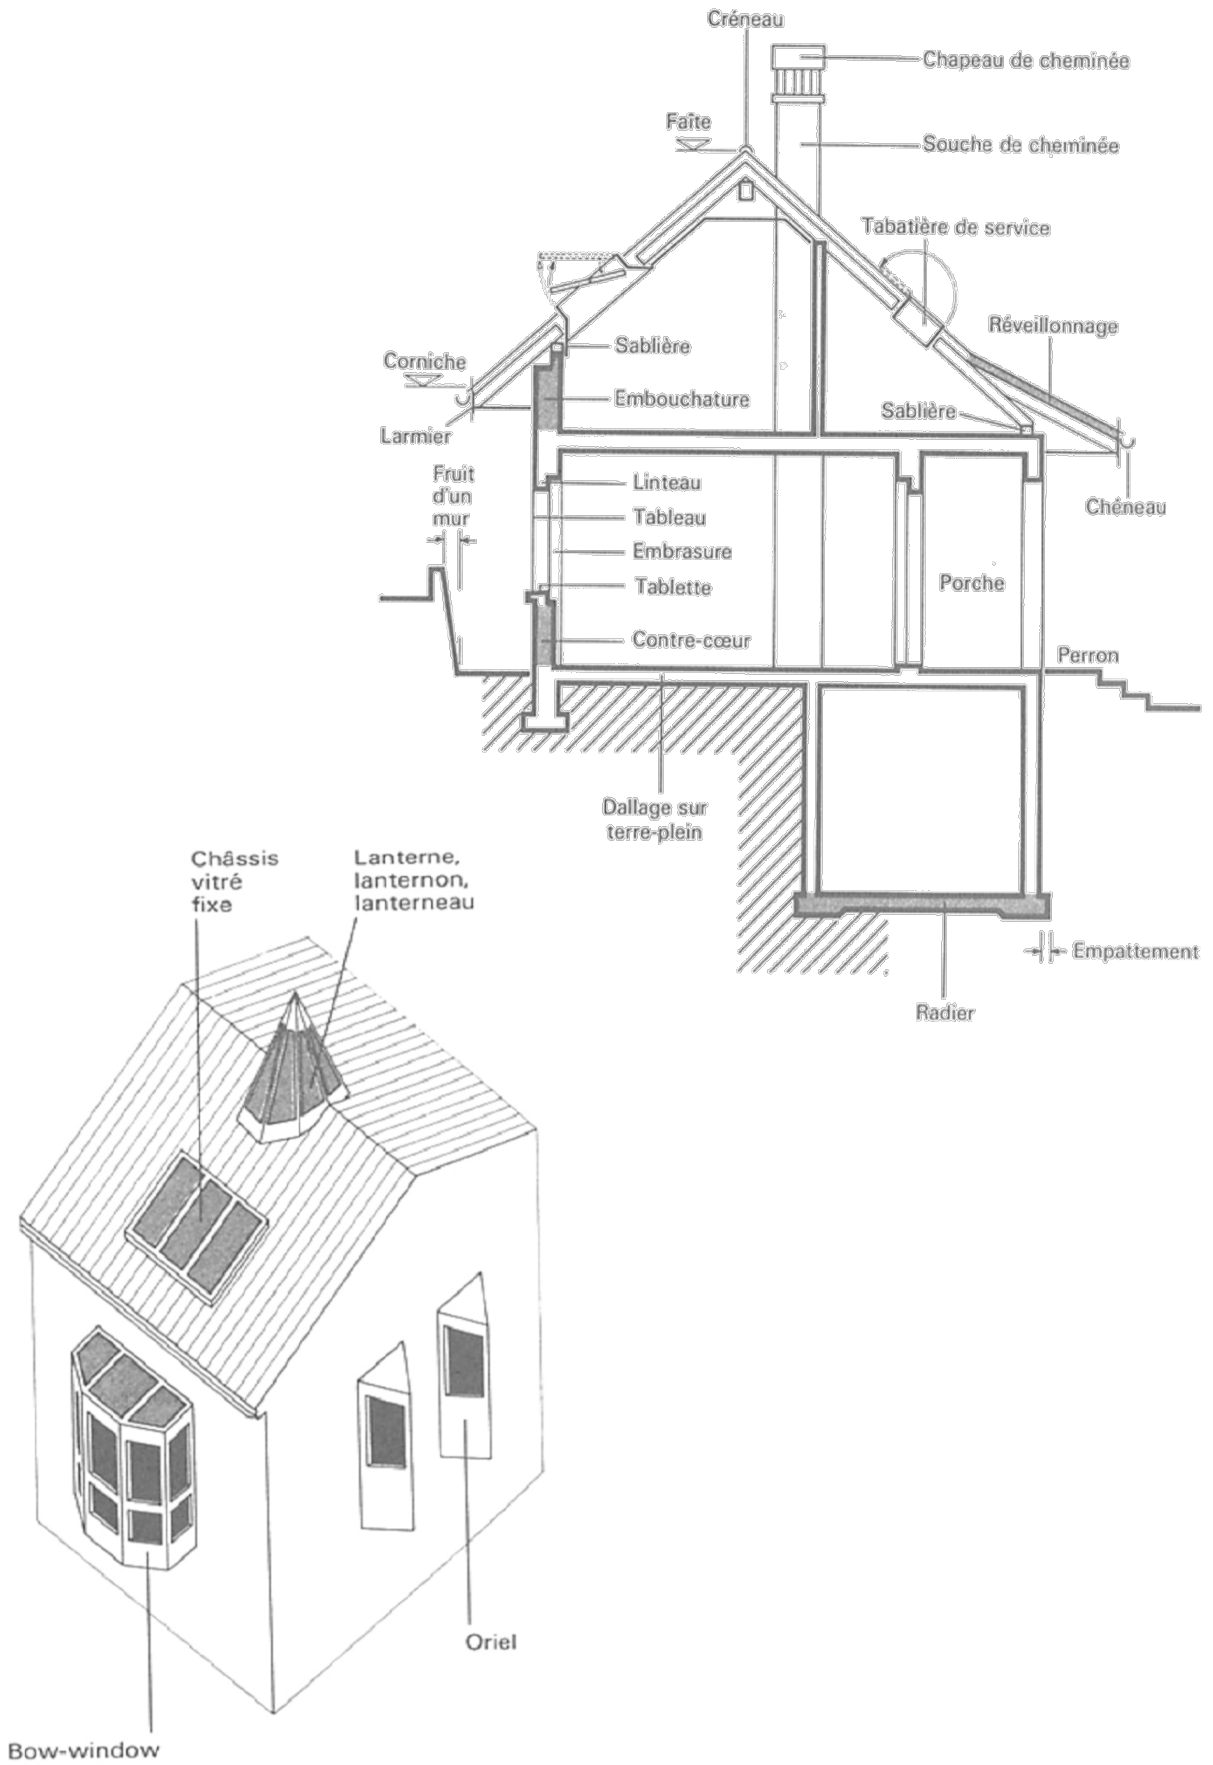 Créneau
Chapeau de cheminée
Faîte
Souche de cheminée
Tabatière de service
Réveillonnage
Sablière
Corniche
Embouchature
Sablière
Larmier
Fruit
d'un
mur
Linteau
Chéneau
Tableau
Embrasure
Tablette
Porche
Contre-cœur
Perron
Dallage sur
terre-plein
Châssis
vitré
fixe
Lanterne,
lanternon,
lanterneau
Empattement
Radier
Oriel
Bow-window